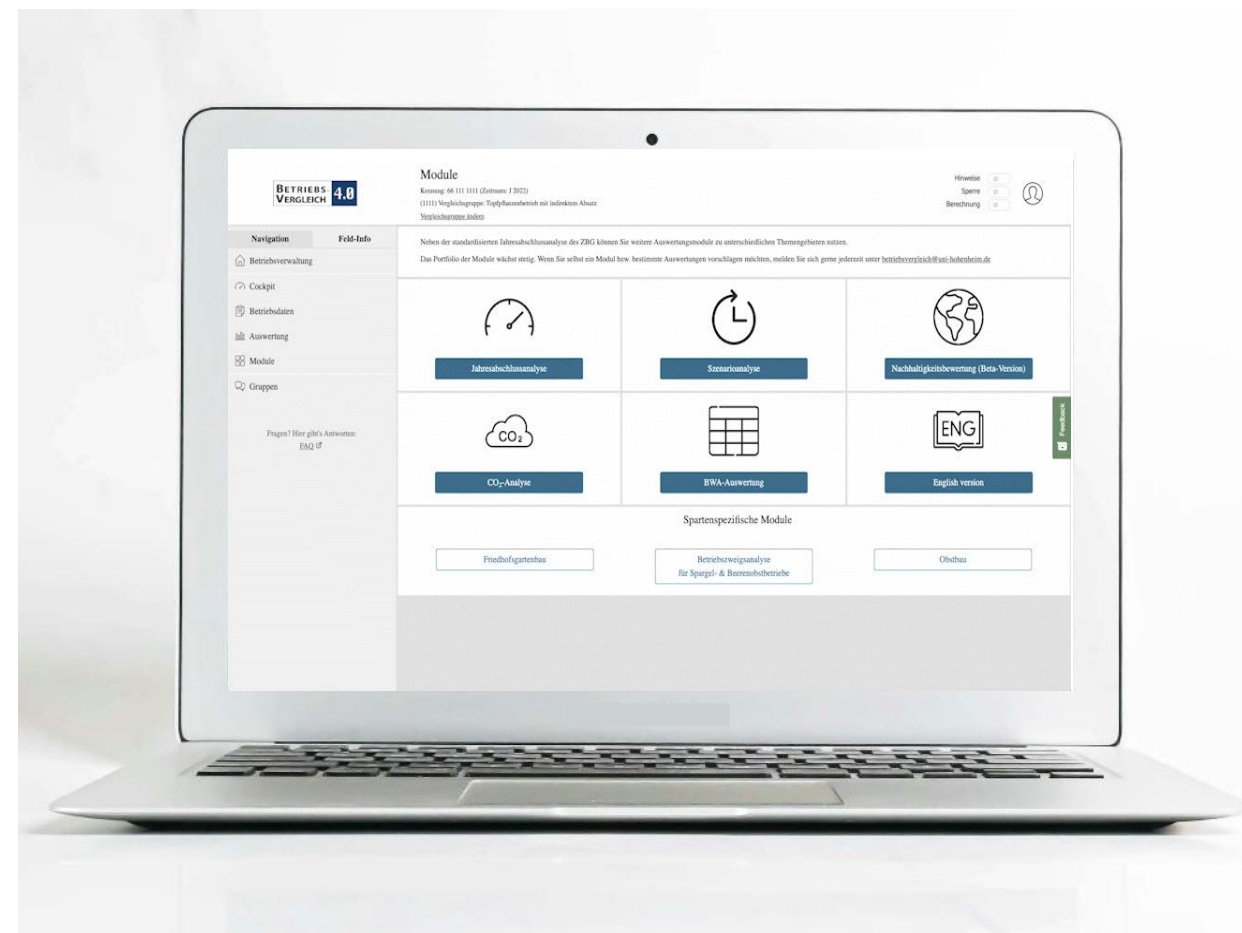 BETRIEBS-
VERGLEICH 4.0
Module
Kennung: 66 111 1111 (Zeitraum: J 2022)
(1111) Vergleichsgruppe: Topfpflanzenbetrieb mit indirektem Absatz
Vergleichsgruppe ändern
Hinweise
Sperre
Berechnung
Navigation Feld-Info
Betriebsverwaltung
Cockpit
Betriebsdaten
Auswertung
Module
Gruppen
Fragen? Hier gibt's Antworten:
FAQ
Neben der standardisierten Jahresabschlussanalyse des ZBG können Sie weitere Auswertungsmodule zu unterschiedlichen Themengebieten nutzen.
Das Portfolio der Module wächst stetig. Wenn Sie selbst ein Modul bzw. bestimmte Auswertungen vorschlagen möchten, melden Sie sich gerne jederzeit unter betriebsvergleich@uni-hohenheim.de
Jahresabschlussanalyse
Szenarioanalyse
Nachhaltigkeitsbewertung (Beta-Version)
CO₂
ENG
CO₂-Analyse
BWA-Auswertung
English version
Feedback
Spartenspezifische Module
Friedhofsgartenbau
Betriebszweigsanalyse
für Spargel- & Beerenobstbetriebe
Obstbau